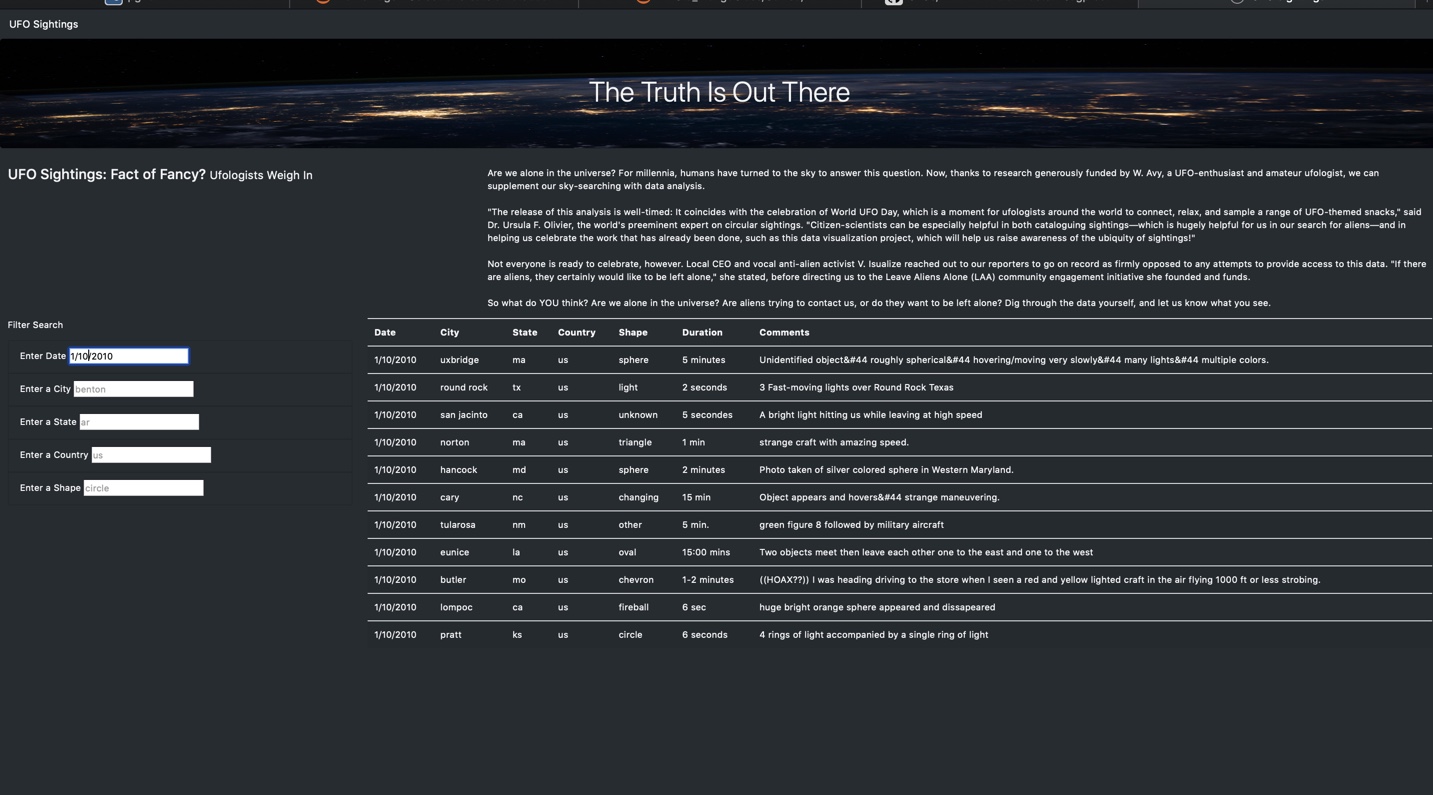 UFO Sightings
The Truth Is Out There
UFO Sightings: Fact of Fancy? Ufologists Weigh In
Are we alone in the universe? For millennia, humans have turned to the sky to answer this question. Now, thanks to research generously funded by W. Avy, a UFO-enthusiast and amateur ufologist, we can
supplement our sky-searching with data analysis.
"The release of this analysis is well-timed: It coincides with the celebration of World UFO Day, which is a moment for ufologists around the world to connect, relax, and sample a range of UFO-themed snacks," said
Dr. Ursula F. Olivier, the world's preeminent expert on circular sightings. "Citizen-scientists can be especially helpful in both cataloguing sightings—which is hugely helpful for us in our search for aliens—and in
helping us celebrate the work that has already been done, such as this data visualization project, which will help us raise awareness of the ubiquity of sightings!"
Not everyone is ready to celebrate, however. Local CEO and vocal anti-alien activist V. Isualize reached out to our reporters to go on record as firmly opposed to any attempts to provide access to this data. "If there
are aliens, they certainly would like to be left alone," she stated, before directing us to the Leave Aliens Alone (LAA) community engagement initiative she founded and funds.
So what do YOU think? Are we alone in the universe? Are aliens trying to contact us, or do they want to be left alone? Dig through the data yourself, and let us know what you see.
Filter Search
Enter Date 1/10/2010
Enter a City benton
Enter a State ar
Enter a Country us
Enter a Shape circle
Date City State Country Shape Duration Comments
1/10/2010 uxbridge ma us sphere 5 minutes Unidentified object&#44 roughly spherical&#44 hovering/moving very slowly&#44 many lights&#44 multiple colors.
1/10/2010 round rock tx us light 2 seconds 3 Fast-moving lights over Round Rock Texas
1/10/2010 san jacinto ca us unknown 5 secondes A bright light hitting us while leaving at high speed
1/10/2010 norton ma us triangle 1 min strange craft with amazing speed.
1/10/2010 hancock md us sphere 2 minutes Photo taken of silver colored sphere in Western Maryland.
1/10/2010 cary nc us changing 15 min Object appears and hovers&#44 strange maneuvering.
1/10/2010 tularosa nm us other 5 min. green figure 8 followed by military aircraft
1/10/2010 eunice la us oval 15:00 mins Two objects meet then leave each other one to the east and one to the west
1/10/2010 butler mo us chevron 1-2 minutes ((HOAX??)) I was heading driving to the store when I seen a red and yellow lighted craft in the air flying 1000 ft or less strobing.
1/10/2010 lompoc ca us fireball 6 sec huge bright orange sphere appeared and dissapeared
1/10/2010 pratt ks us circle 6 seconds 4 rings of light accompanied by a single ring of light